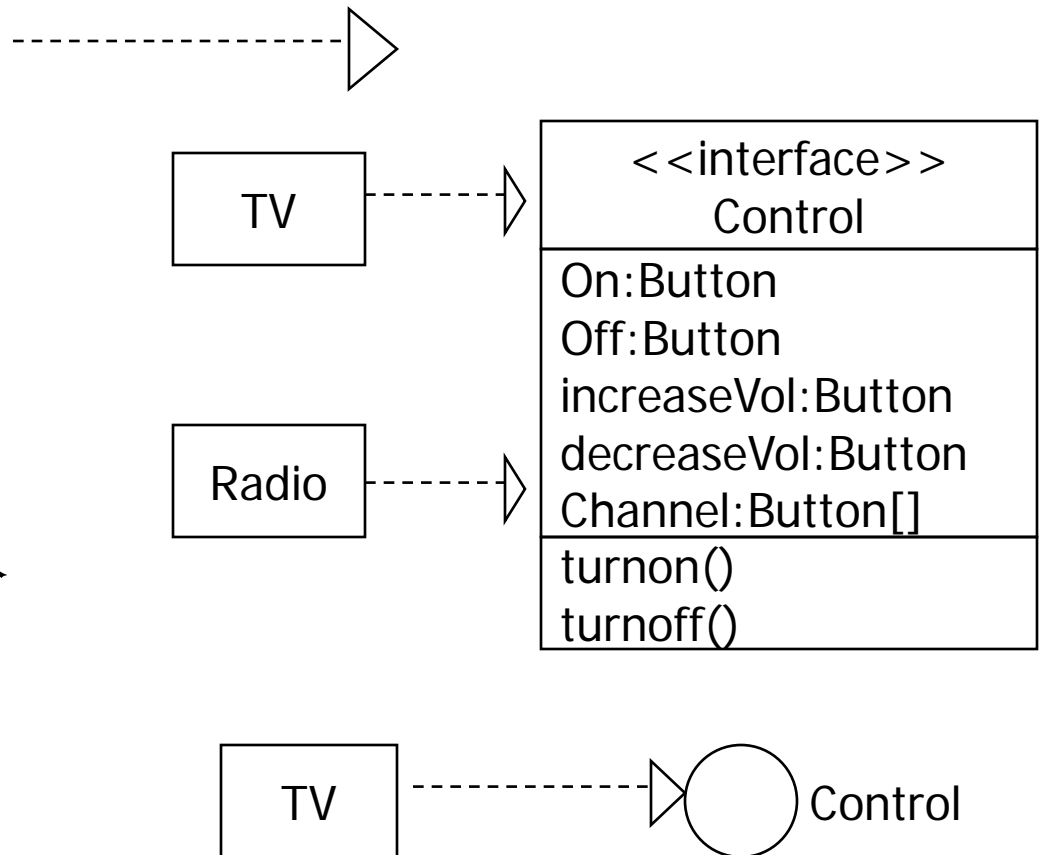 TV
<<interface>>
Control
On:Button
Off:Button
increaseVol:Button
decreaseVol:Button
Channel:Button[]
Radio
turnon()
turnoff()
TV
Control